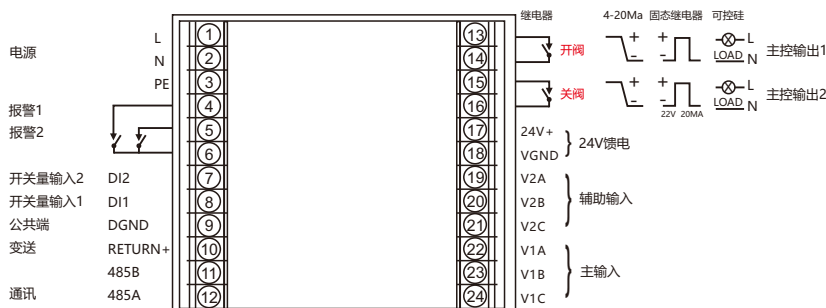 继电器 4-20Ma 固态继电器 可控硅
电源 L 1 13 开阀 + - + - LOAD L N 主控输出1
N 2 14
PE 3 15 关阀 + - + - LOAD L N 主控输出2
报警1 4 16 22V 20MA
报警2 5 17 24V+ 24V馈电
6 18 VGND
开关量输入2 DI2 7 19 V2A
开关量输入1 DI1 8 20 V2B 辅助输入
公共端 DGND 9 21 V2C
变送 RETURN+ 10 22 V1A
485B 11 23 V1B 主输入
通讯 485A 12 24 V1C